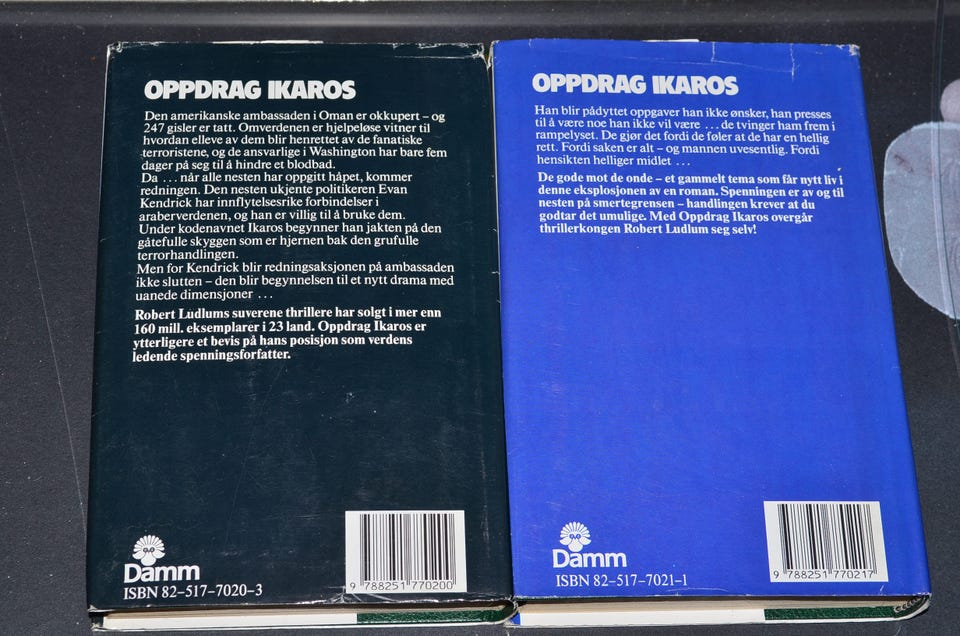 OPPDRAG IKAROS
Den amerikanske ambassaden i Oman er okkupert – og
247 gisler er tatt. Omverdenen er hjelpeløse vitner til
hvordan elleve av dem blir henrettet av de fanatiske
terroristene, og de ansvarlige i Washington har bare fem
dager på seg til å hindre et blodbad.
Da ... når alle nesten har oppgitt håpet, kommer
redningen. Den nesten ukjente politikeren Evan
Kendrick har innflytelsesrike forbindelser i
araberverdenen, og han er villig til å bruke dem.
Under kodenavnet Ikaros begynner han jakten på den
gåtefulle skyggen som er hjernen bak den grufulle
terrorhandlingen.
Men for Kendrick blir redningsaksjonen på ambassaden
ikke slutten – den blir begynnelsen til et nytt drama med
uanede dimensjoner ...
Robert Ludlums suverene thrillere har solgt i mer enn
160 mill. eksemplarer i 23 land. Oppdrag Ikaros er
ytterligere et bevis på hans posisjon som verdens
ledende spenningsforfatter.
Damm
ISBN 82-517-7020-3
9 788251 770200
OPPDRAG IKAROS
Han blir pådyttet oppgaver han ikke ønsker, han presses
til å være noe han ikke vil være ... de tvinger ham frem i
rampelyset. De gjør det fordi de føler at de har en hellig
rett. Fordi saken er alt – og mannen uvesentlig. Fordi
hensikten helliger midlet ...
De gode mot de onde – et gammelt tema som får nytt liv i
denne eksplosjonen av en roman. Spenningen er av og til
nesten på smertegrensen – handlingen krever at du
godtar det umulige. Med Oppdrag Ikaros overgår
thrillerkongen Robert Ludlum seg selv!
Damm
ISBN 82-517-7021-1
9 788251 770217